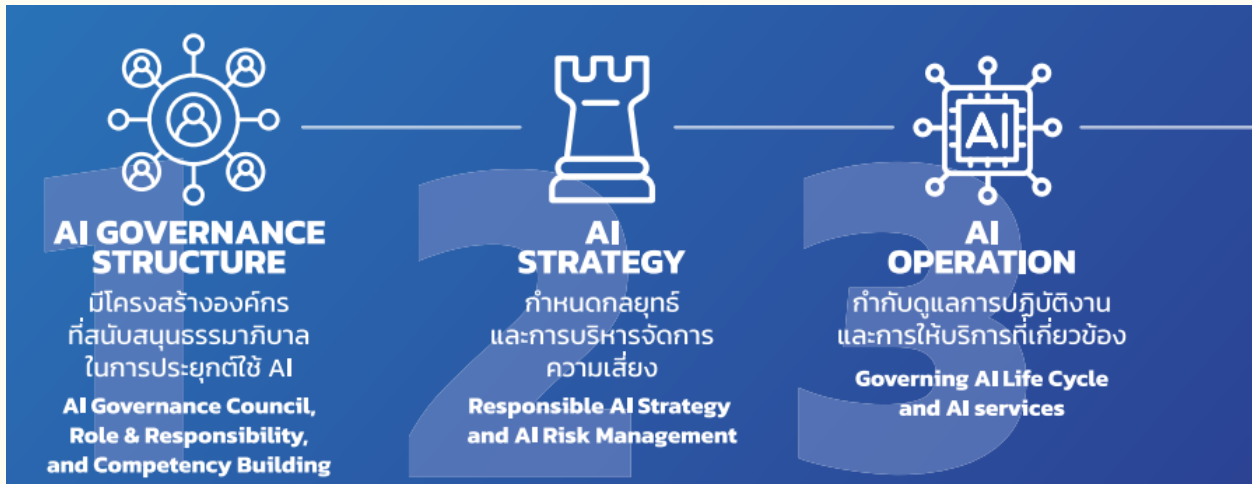 1
AI GOVERNANCE
STRUCTURE
มีโครงสร้างองค์กร
ที่สนับสนุนธรรมาภิบาล
ในการประยุกต์ใช้ AI
AI Governance Council,
Role & Responsibility,
and Competency Building
2
AI
STRATEGY
กำหนดกลยุทธ์
และการบริหารจัดการ
ความเสี่ยง
Responsible AI Strategy
and AI Risk Management
AI
3
AI
OPERATION
กำกับดูแลการปฏิบัติงาน
และการให้บริการที่เกี่ยวข้อง
Governing AI Life Cycle
and AI services